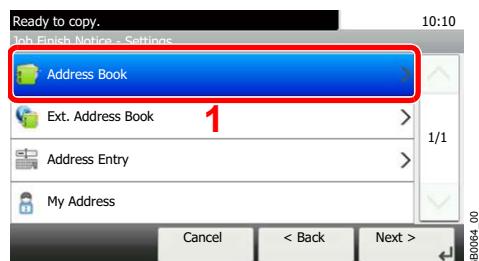 Ready to copy. 10:10
Job Finish Notice - Settings
Address Book
Ext. Address Book
1
1/1
Address Entry
My Address
Cancel < Back Next >
B0064_00